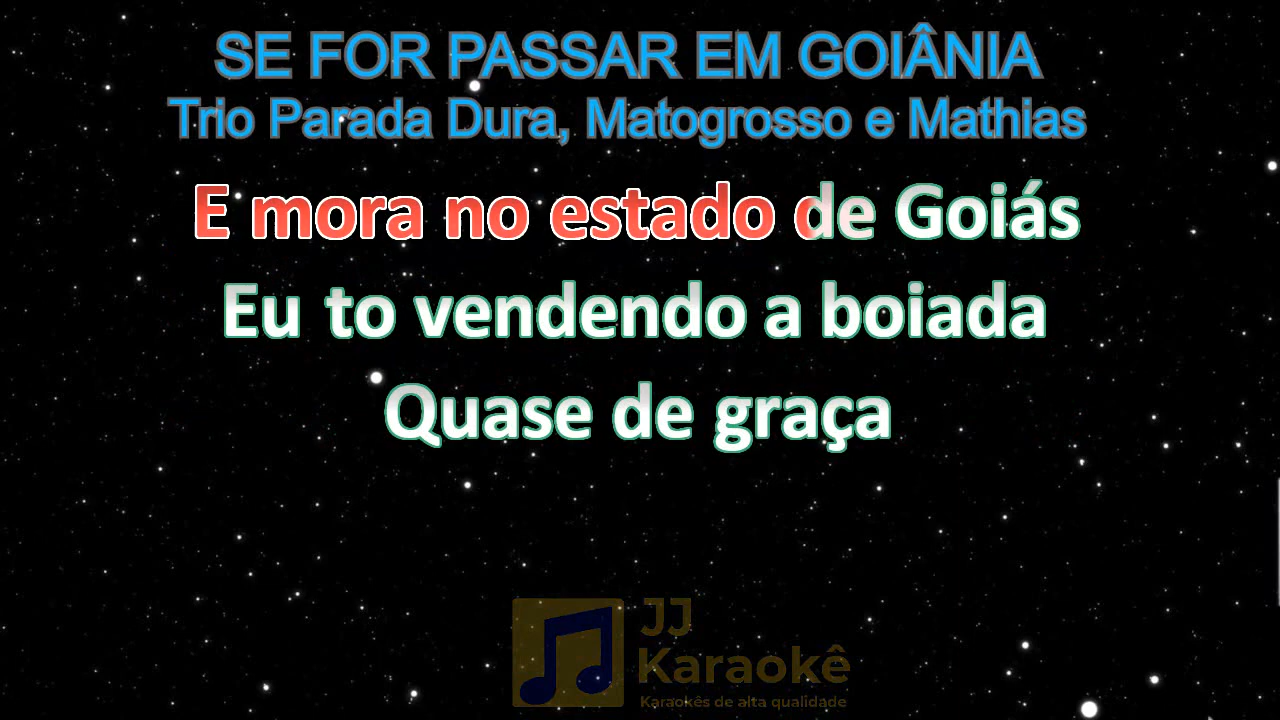 SE FOR PASSAR EM GOIÂNIA
Trio Parada Dura, Matogrosso e Mathias
E mora no estado de Goiás
Eu to vendendo a boiada
Quase de graça
JJ
Karaokê
Karaokês de alta qualidade